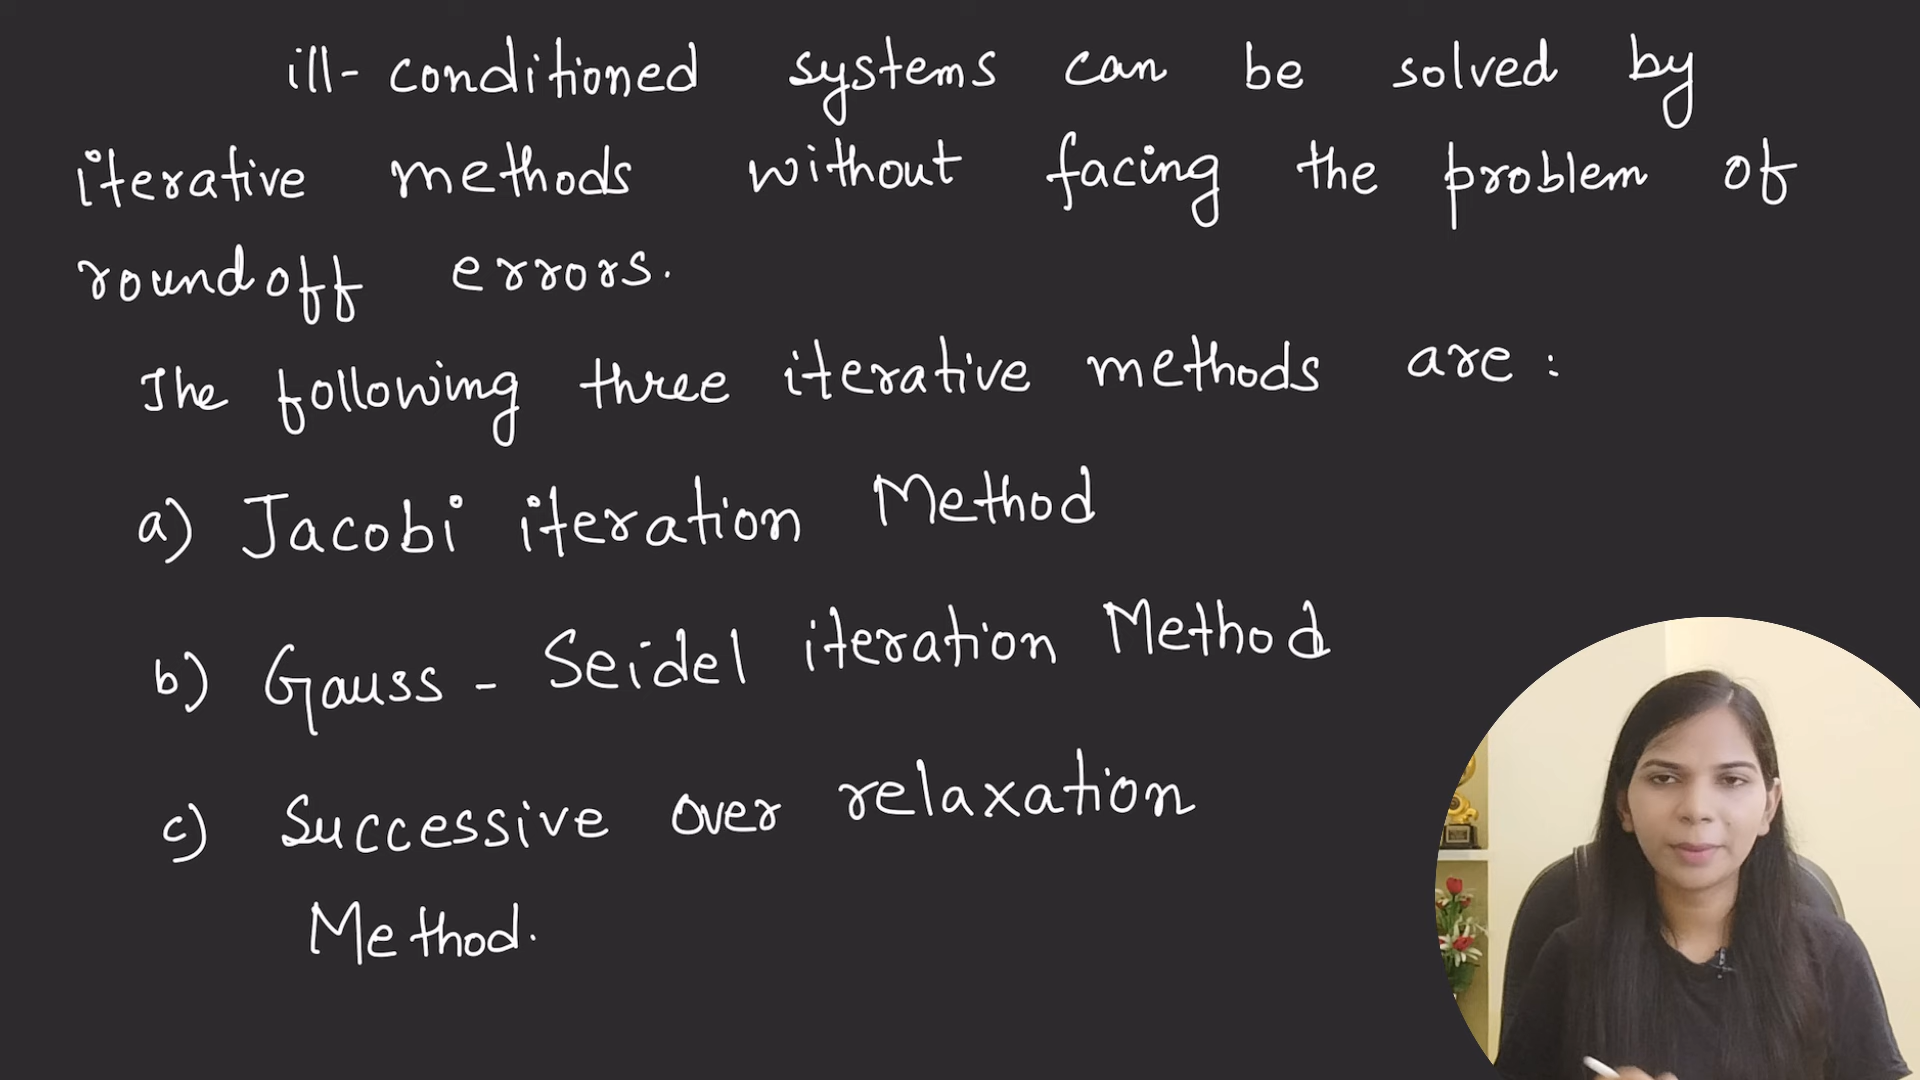 ill-conditioned systems can be solved by
iterative methods without facing the problem of
roundoff errors.
The following three iterative methods are :
a) Jacobi iteration Method
b) Gauss - Seidel iteration Method
c) Successive over relaxation
Method.